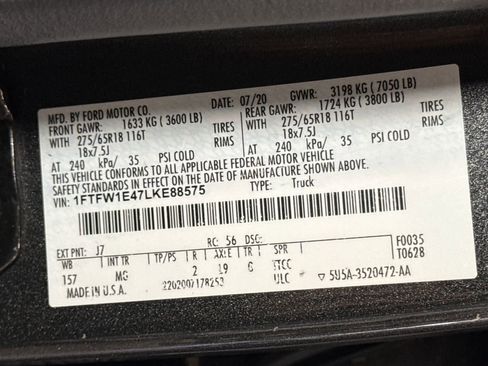 MFD. BY FORD MOTOR CO.
DATE: 07/20 GVWR: 3198 KG (7050 LB)
FRONT GAWR: 1633 KG (3600 LB) REAR GAWR: 1724 KG (3800 LB)
WITH 275/65R18 116T TIRES WITH 275/65R18 116T TIRES
18x7.5J RIMS 18x7.5J RIMS
AT 240 kPa/ 35 PSI COLD AT 240 kPa/ 35 PSI COLD
THIS VEHICLE CONFORMS TO ALL APPLICABLE FEDERAL MOTOR VEHICLE
SAFETY AND THEFT PREVENTION STANDARDS IN EFFECT ON THE DATE OF MANUFACTURE SHOWN ABOVE.
VIN: 1FTFW1E47LKE88575 TYPE: Truck
EXT PNT: J7 RC: 56 DSO: F0035
WB INT TR TP/PS R AXLE TR SPR T0628
157 MG 2 L9 6
MADE IN U.S.A. ULC ▽ 5U5A-3520472-AA